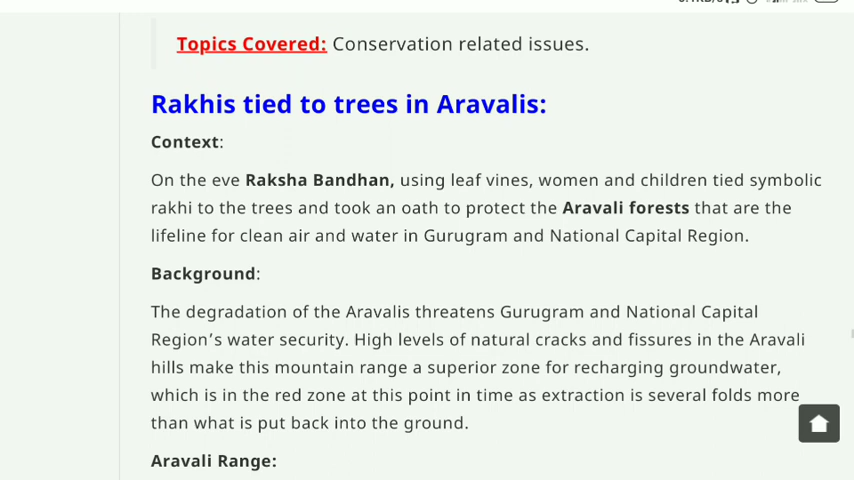 Topics Covered: Conservation related issues.
Rakhis tied to trees in Aravalis:
Context:
On the eve Raksha Bandhan, using leaf vines, women and children tied symbolic
rakhi to the trees and took an oath to protect the Aravali forests that are the
lifeline for clean air and water in Gurugram and National Capital Region.
Background:
The degradation of the Aravalis threatens Gurugram and National Capital
Region's water security. High levels of natural cracks and fissures in the Aravali
hills make this mountain range a superior zone for recharging groundwater,
which is in the red zone at this point in time as extraction is several folds more
than what is put back into the ground.
Aravali Range: